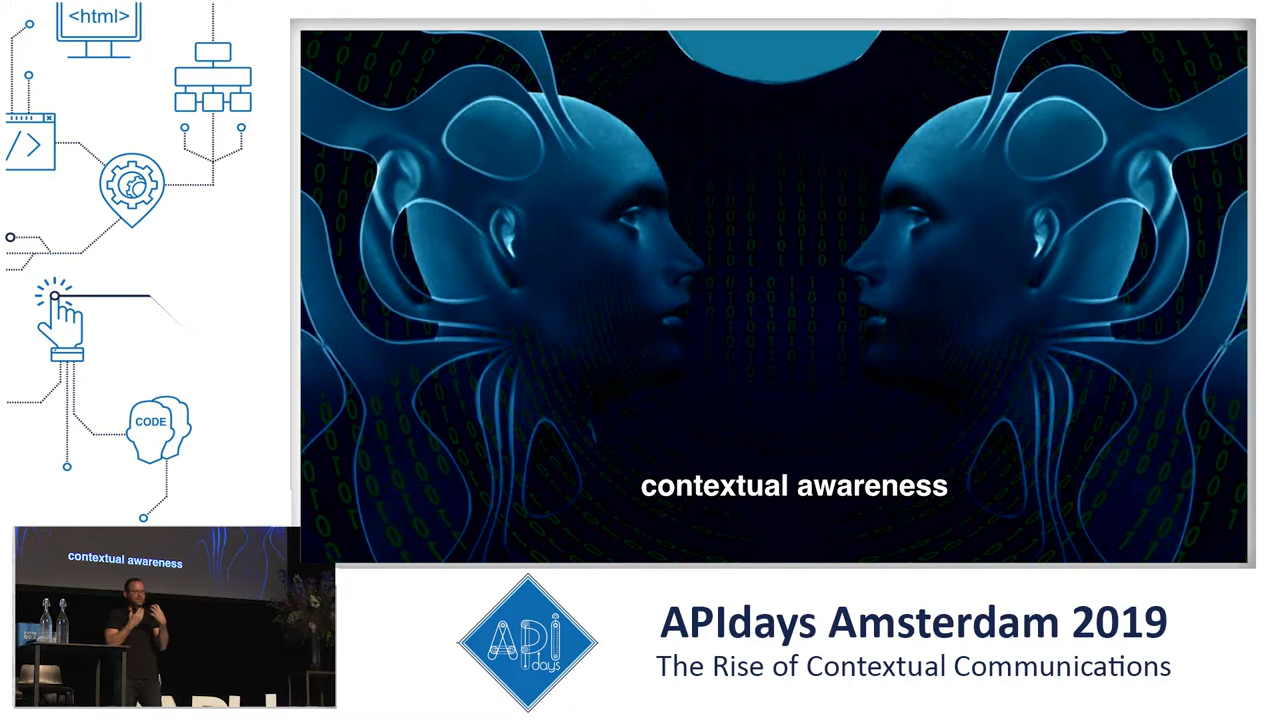 <html>
</>
CODE
contextual awareness
contextual awareness
API
days
APIdays Amsterdam 2019
The Rise of Contextual Communications